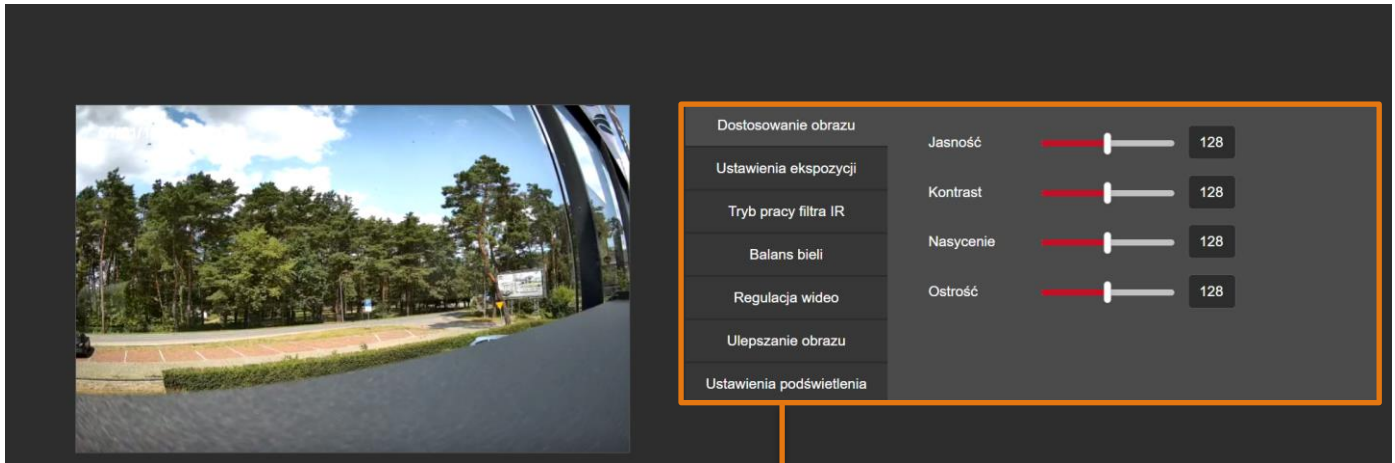 Dostosowanie obrazu
Ustawienia ekspozycji
Tryb pracy filtra IR
Balans bieli
Regulacja wideo
Ulepszanie obrazu
Ustawienia podświetlenia
Jasność 128
Kontrast 128
Nasycenie 128
Ostrość 128